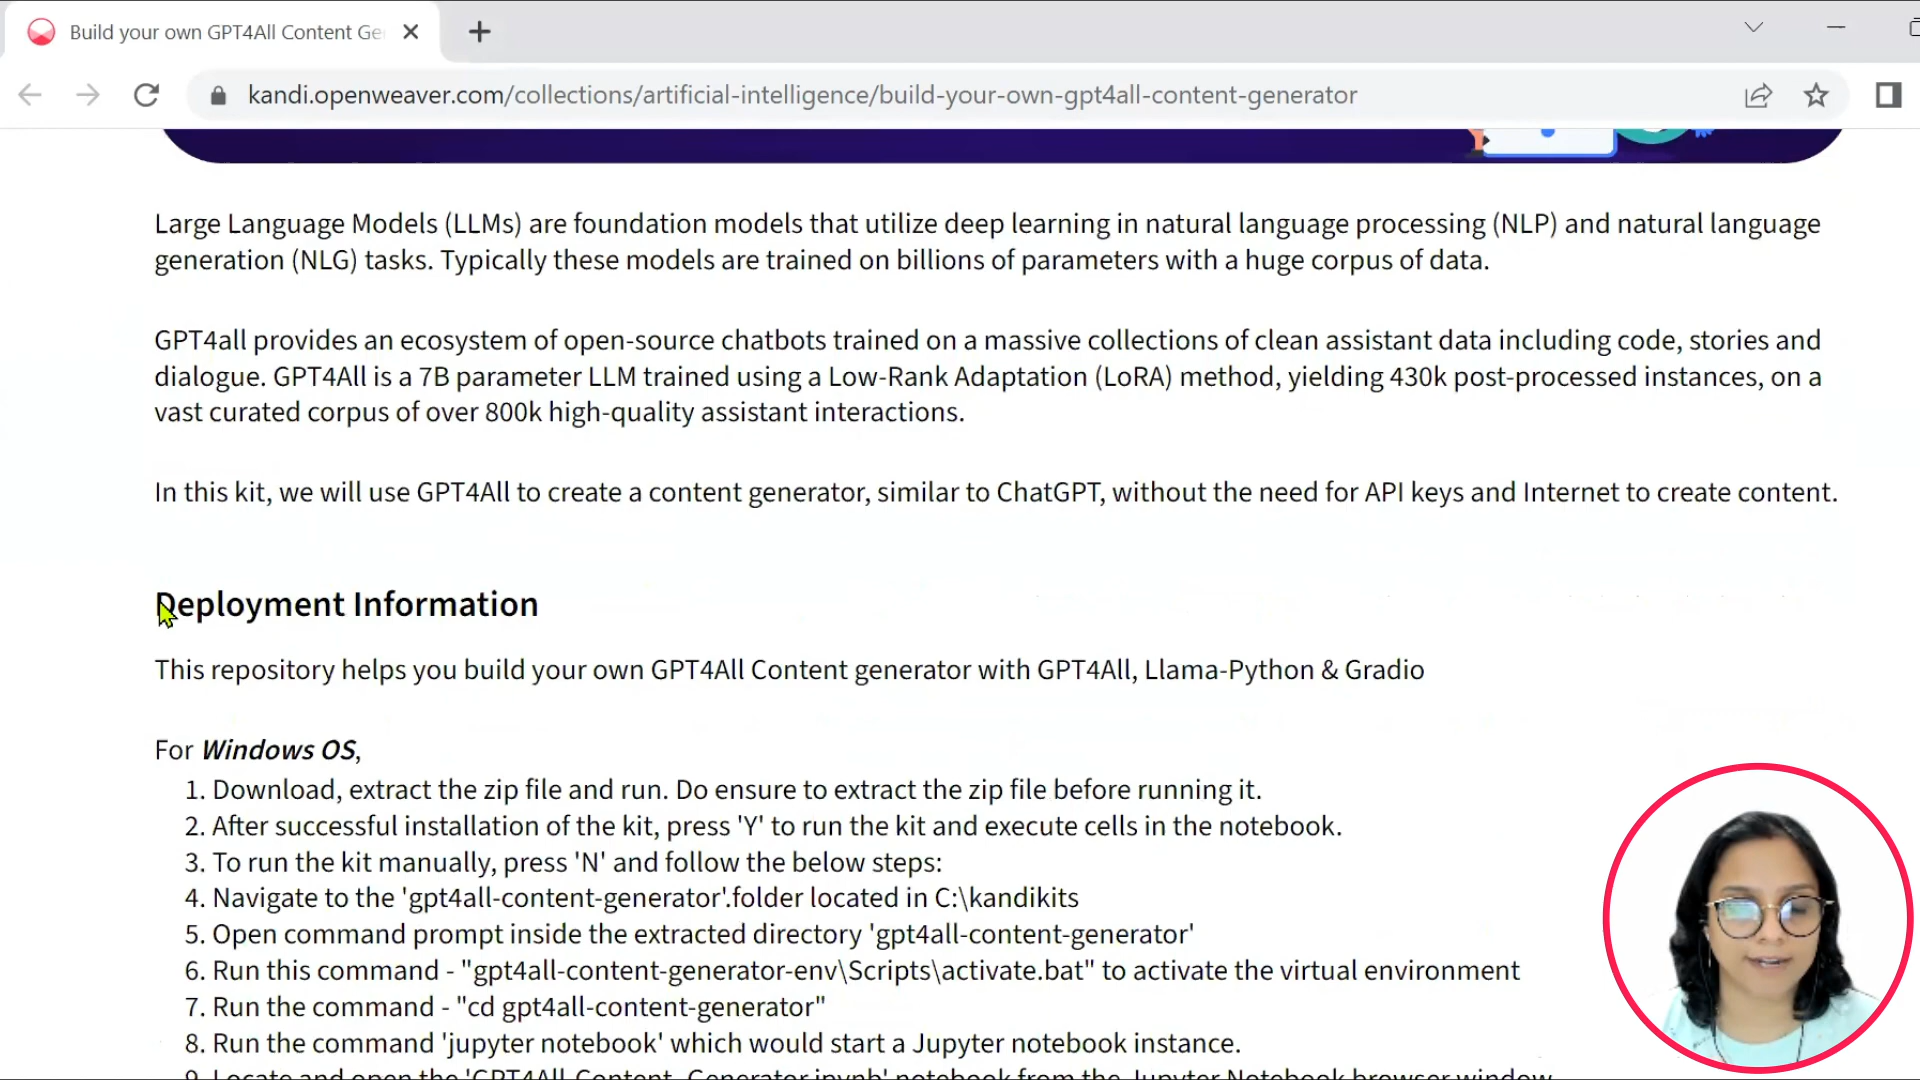 Build your own GPT4All Content Ge
kandi.openweaver.com/collections/artificial-intelligence/build-your-own-gpt4all-content-generator
Large Language Models (LLMs) are foundation models that utilize deep learning in natural language processing (NLP) and natural language
generation (NLG) tasks. Typically these models are trained on billions of parameters with a huge corpus of data.
GPT4all provides an ecosystem of open-source chatbots trained on a massive collections of clean assistant data including code, stories and
dialogue. GPT4All is a 7B parameter LLM trained using a Low-Rank Adaptation (LoRA) method, yielding 430k post-processed instances, on a
vast curated corpus of over 800k high-quality assistant interactions.
In this kit, we will use GPT4All to create a content generator, similar to ChatGPT, without the need for API keys and Internet to create content.
Deployment Information
This repository helps you build your own GPT4All Content generator with GPT4All, Llama-Python & Gradio
For Windows OS,
1. Download, extract the zip file and run. Do ensure to extract the zip file before running it.
2. After successful installation of the kit, press 'Y' to run the kit and execute cells in the notebook.
3. To run the kit manually, press 'N' and follow the below steps:
4. Navigate to the 'gpt4all-content-generator'.folder located in C:\kandikits
5. Open command prompt inside the extracted directory 'gpt4all-content-generator'
6. Run this command - "gpt4all-content-generator-env\Scripts\activate.bat" to activate the virtual environment
7. Run the command - "cd gpt4all-content-generator"
8. Run the command 'jupyter notebook' which would start a Jupyter notebook instance.
9. Locate and open the 'GPT4All-Content_Generator.ipynb' notebook from the Jupyter Notebook browser window.